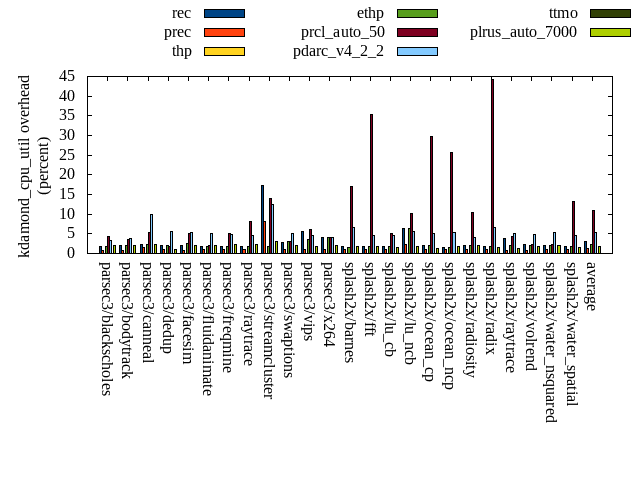 rec
prec
thp
ethp
prcl_auto_50
pdarc_v4_2_2
ttmo
plrus_auto_7000
kdamond_cpu_util overhead
(percent)
45
40
35
30
25
20
15
10
5
0
parsec3/blackscholes
parsec3/bodytrack
parsec3/canneal
parsec3/dedup
parsec3/facesim
parsec3/fluidanimate
parsec3/freqmine
parsec3/raytrace
parsec3/streamcluster
parsec3/swaptions
parsec3/vips
parsec3/x264
splash2x/barnes
splash2x/fft
splash2x/lu_cb
splash2x/lu_ncb
splash2x/ocean_cp
splash2x/ocean_ncp
splash2x/radiosity
splash2x/radix
splash2x/raytrace
splash2x/volrend
splash2x/water_nsquared
splash2x/water_spatial
average